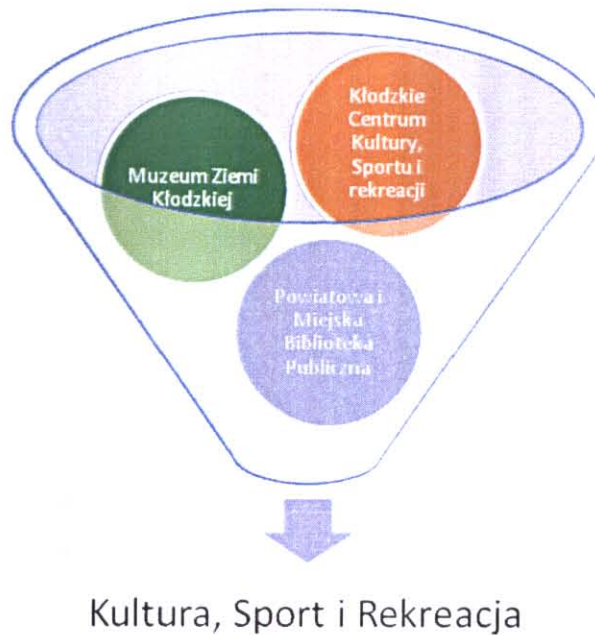 Kłodzkie
Centrum
Kultury,
Sportu i
rekreacji
Muzeum Ziemi
Kłodzkiej
Powiatowa i
Miejska
Biblioteka
Publiczna
Kultura, Sport i Rekreacja